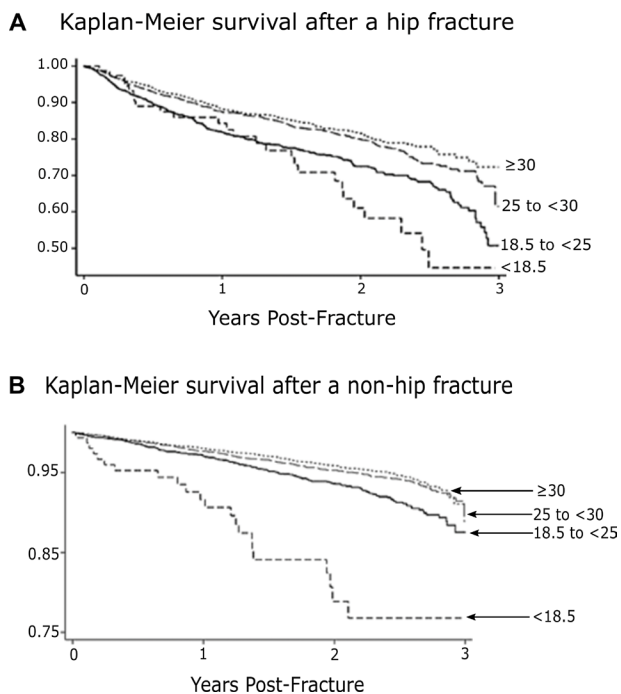 A Kaplan-Meier survival after a hip fracture
1.00
0.90
0.80
0.70
0.60
0.50
≥30
25 to <30
18.5 to <25
<18.5
0 1 2 3
Years Post-Fracture
B Kaplan-Meier survival after a non-hip fracture
0.95
0.85
0.75
≥30
25 to <30
18.5 to <25
<18.5
0 1 2 3
Years Post-Fracture